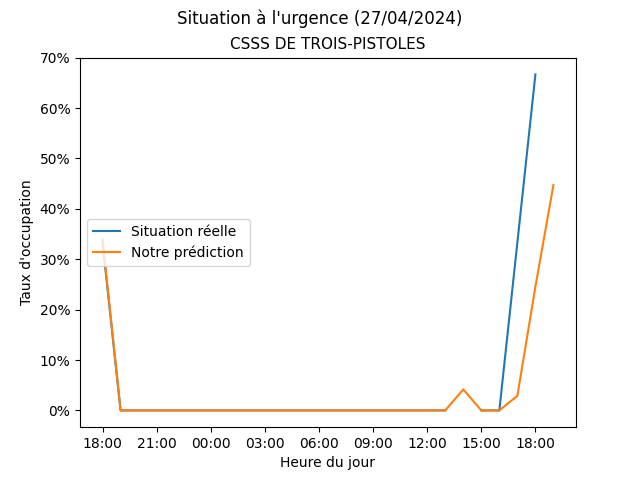 Situation à l'urgence (27/04/2024)
CSSS DE TROIS-PISTOLES
70%
60%
50%
40%
30%
20%
10%
0%
Taux d'occupation
Situation réelle
Notre prédiction
18:00 21:00 00:00 03:00 06:00 09:00 12:00 15:00 18:00
Heure du jour